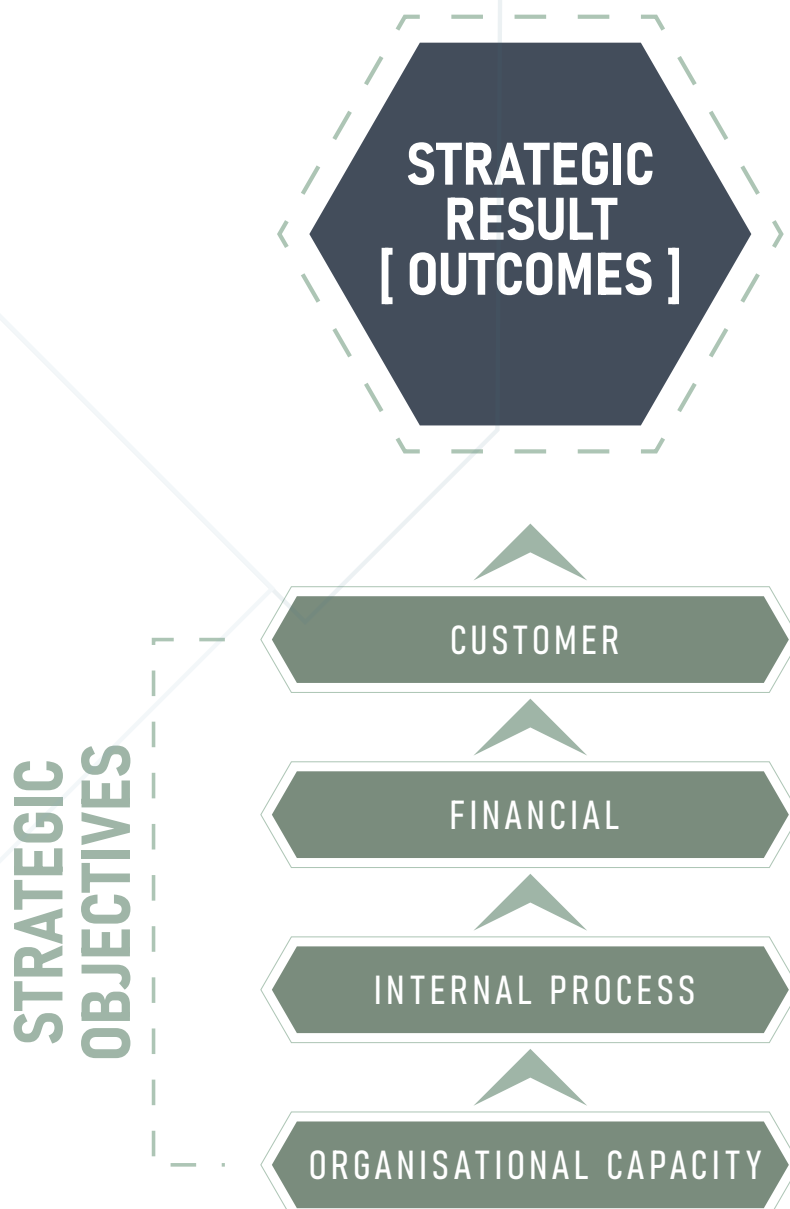 STRATEGIC
RESULT
[ OUTCOMES ]
CUSTOMER
FINANCIAL
INTERNAL PROCESS
ORGANISATIONAL CAPACITY
STRATEGIC
OBJECTIVES